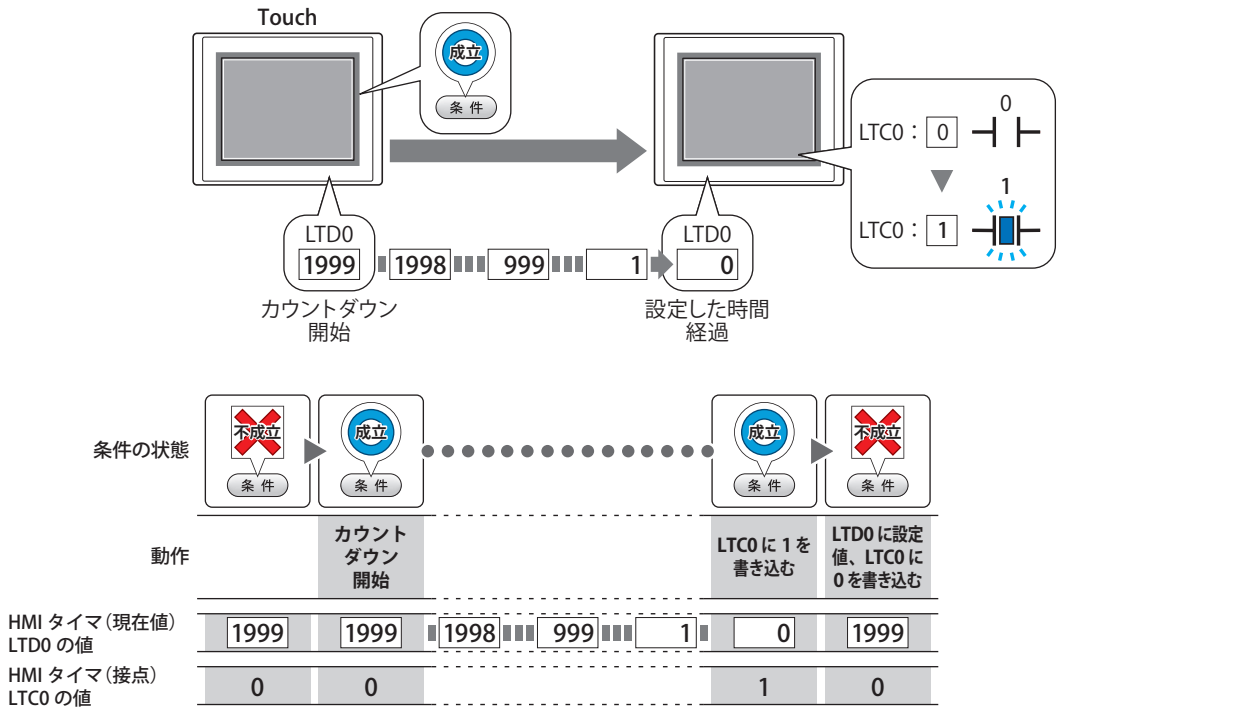 Touch
成立
条件
0
LTC0：0
1
LTC0：1
LTD0
1999
1998
999
1
LTD0
0
カウントダウン
開始
設定した時間
経過
条件の状態
不成立
条件
成立
条件
成立
条件
不成立
条件
動作
カウント
ダウン
開始
LTC0 に 1 を
書き込む
LTD0 に設定
値、LTC0 に
0 を書き込む
HMI タイマ（現在値）
LTD0 の値
1999
1999
1998
999
1
0
1999
HMI タイマ（接点）
LTC0 の値
0
0
1
0